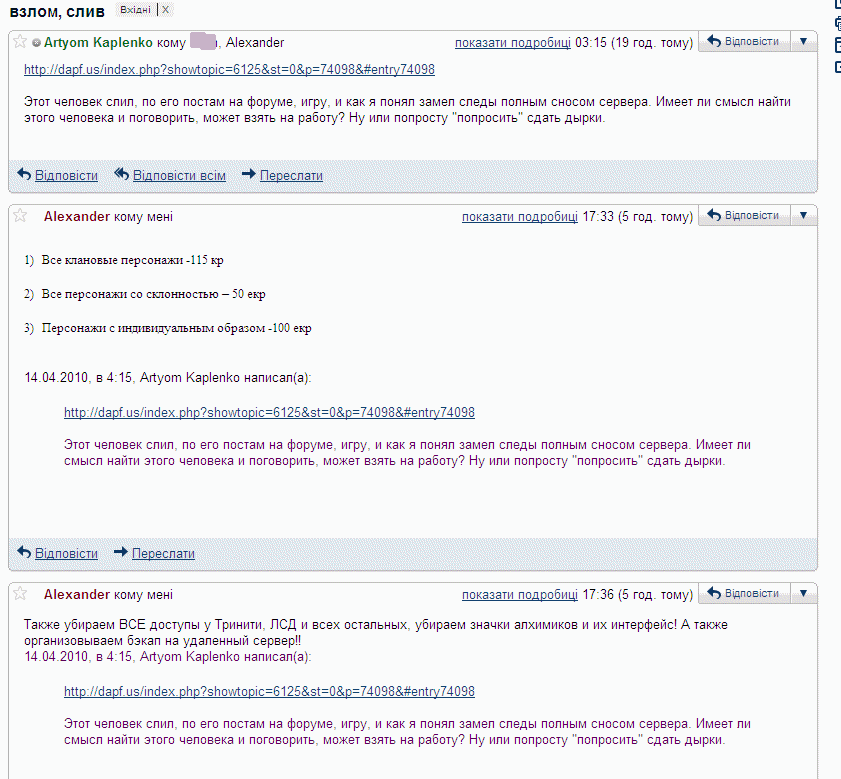 взлом, слив Вхідні X
Artyom Kaplenko кому , Alexander показати подробиці 03:15 (19 год. тому) Відповісти
http://dapf.us/index.php?showtopic=6125&st=0&p=74098&#entry74098
Этот человек слил, по его постам на форуме, игру, и как я понял замел следы полным сносом сервера. Имеет ли смысл найти
этого человека и поговорить, может взять на работу? Ну или попросту "попросить" сдать дырки.
Відповісти Відповісти всім Переслати
Alexander кому мені показати подробиці 17:33 (5 год. тому) Відповісти
1) Все клановые персонажи -115 кр
2) Все персонажи со склонностью – 50 екр
3) Персонажи с индивидуальным образом -100 екр
14.04.2010, в 4:15, Artyom Kaplenko написал(а):
http://dapf.us/index.php?showtopic=6125&st=0&p=74098&#entry74098
Этот человек слил, по его постам на форуме, игру, и как я понял замел следы полным сносом сервера. Имеет ли
смысл найти этого человека и поговорить, может взять на работу? Ну или попросту "попросить" сдать дырки.
Відповісти Переслати
Alexander кому мені показати подробиці 17:36 (5 год. тому) Відповісти
Также убираем ВСЕ доступы у Тринити, ЛСД и всех остальных, убираем значки алхимиков и их интерфейс! А также
организовываем бэкап на удаленный сервер!!
14.04.2010, в 4:15, Artyom Kaplenko написал(а):
http://dapf.us/index.php?showtopic=6125&st=0&p=74098&#entry74098
Этот человек слил, по его постам на форуме, игру, и как я понял замел следы полным сносом сервера. Имеет ли
смысл найти этого человека и поговорить, может взять на работу? Ну или попросту "попросить" сдать дырки.